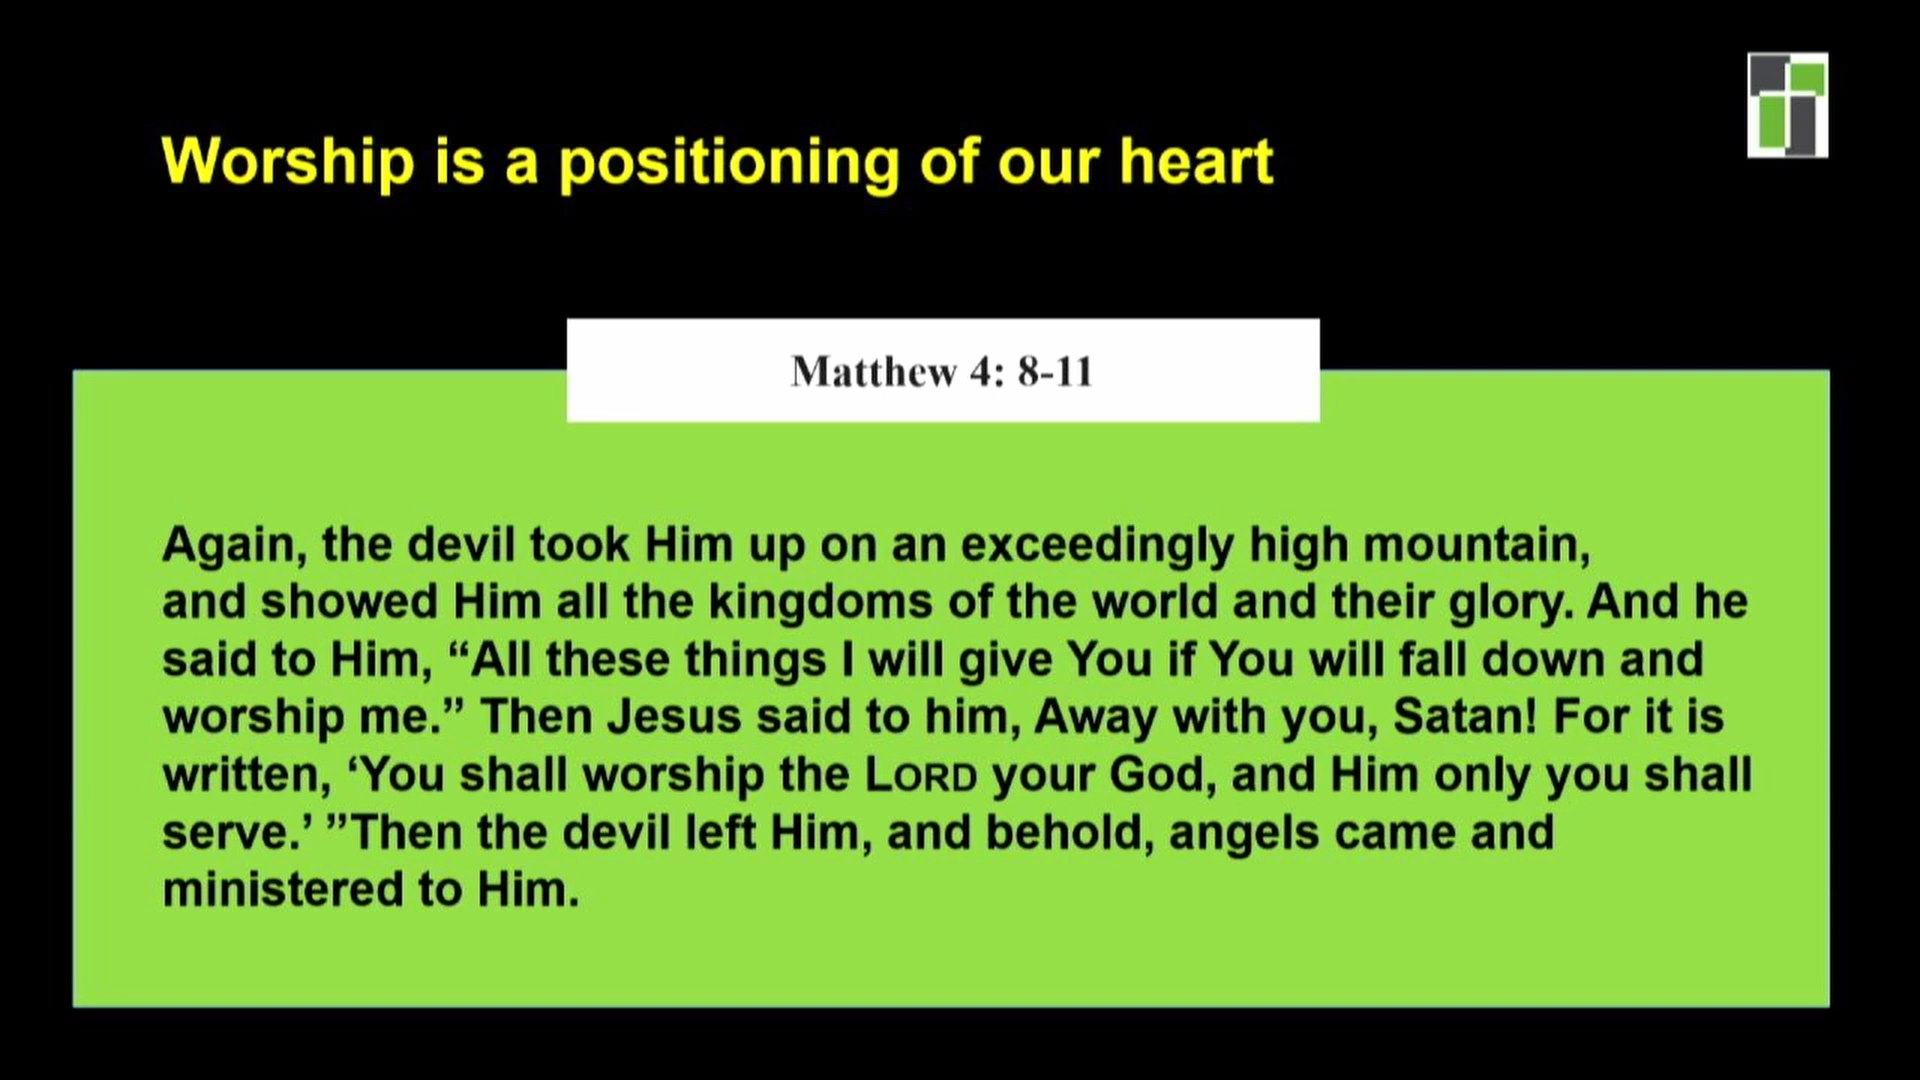 Worship is a positioning of our heart
Matthew 4: 8-11
Again, the devil took Him up on an exceedingly high mountain,
and showed Him all the kingdoms of the world and their glory. And he
said to Him, “All these things I will give You if You will fall down and
worship me.” Then Jesus said to him, Away with you, Satan! For it is
written, ‘You shall worship the LORD your God, and Him only you shall
serve.’ ”Then the devil left Him, and behold, angels came and
ministered to Him.